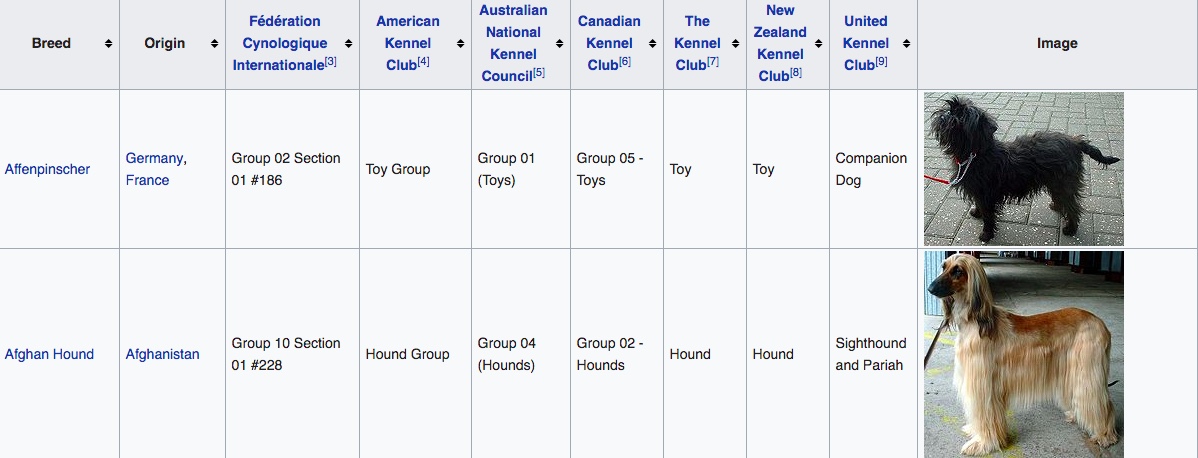 Breed
Origin
Fédération
Cynologique
Internationale[3]
American
Kennel
Club[4]
Australian
National
Kennel
Council[5]
Canadian
Kennel
Club[6]
The
Kennel
Club[7]
New
Zealand
Kennel
Club[8]
United
Kennel
Club[9]
Image
Affenpinscher
Germany,
France
Group 02 Section
01 #186
Toy Group
Group 01
(Toys)
Group 05 -
Toys
Toy
Toy
Companion
Dog
Afghan Hound
Afghanistan
Group 10 Section
01 #228
Hound Group
Group 04
(Hounds)
Group 02 -
Hounds
Hound
Hound
Sighthound
and Pariah